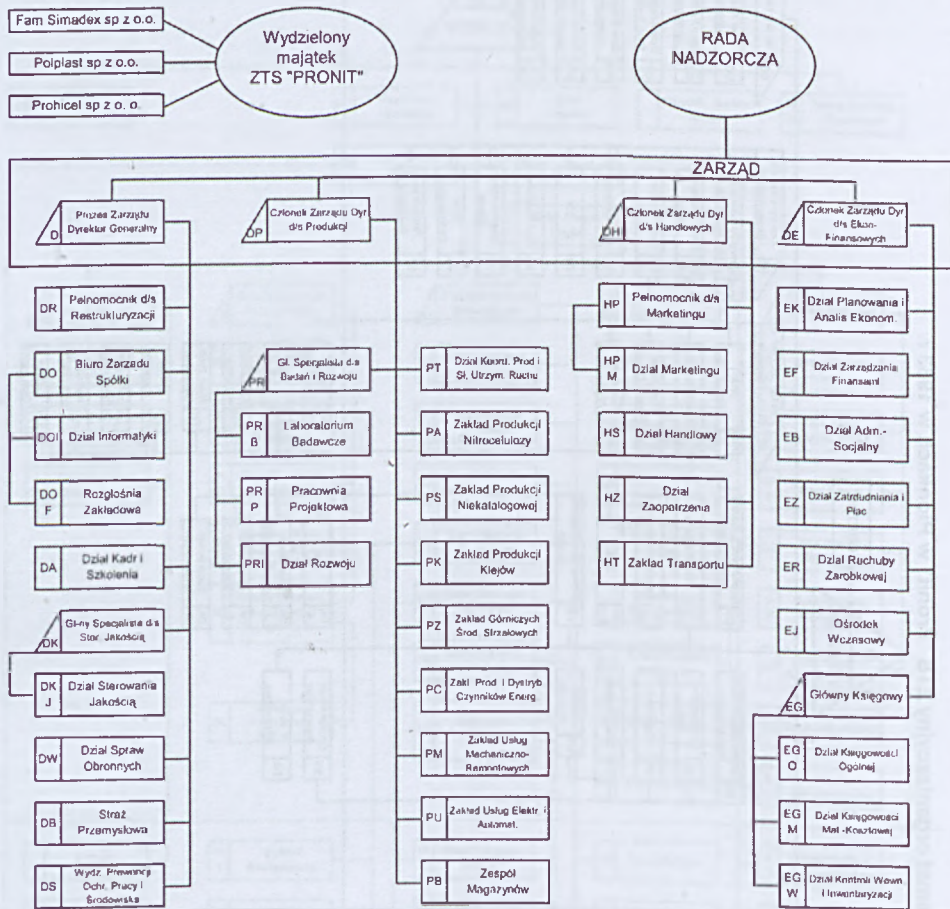 Fam Simadex sp z o.o.
Polplast sp z o.o.
Prohicel sp z o. o.
Wydzielony
majątek
ZTS "PRONIT"
RADA
NADZORCZA
ZARZĄD
D
Prezes Zarządu
Dyrektor Generalny
DP
Członek Zarządu Dyr
d/s Produkcji
DH
Członek Zarządu Dyr
d/s Handlowych
DE
Członek Zarządu Dyr
d/s Ekon-
Finansowych
DR
Pełnomocnik d/s
Restrukturyzacji
DO
Biuro Zarządu
Spółki
DOI
Dział Informatyki
DO
F
Rozgłośnia
Zakładowa
DA
Dział Kadr i
Szkolenia
DK
Gł-ny Specjalista d/s
Ster. Jakością
DK
J
Dział Sterowania
Jakością
DW
Dział Spraw
Obronnych
DB
Straż
Przemysłowa
DS
Wydz. Prewencji
Ochr. Pracy i
Środowiska
PR
Gł. Specjalista d.s
Badań i Rozwoju
PR
B
Laboratorium
Badawcze
PR
P
Pracownia
Projektowa
PRI
Dział Rozwoju
PT
Dział Koord. Prod i
Sł. Utrzym. Ruchu
PA
Zakład Produkcji
Nitrocelulozy
PS
Zakład Produkcji
Niekatalogowej
PK
Zakład Produkcji
Klejów
PZ
Zakład Górniczych
Środ. Strzałowych
PC
Zakł. Prod. i Dystryb
Czynników Energ.
PM
Zakład Usług
Mechaniczno-
Remontowych
PU
Zakład Usług Elektr. i
Automat.
PB
Zespół
Magazynów
HP
Pełnomocnik d/s
Marketingu
HP
M
Dział Marketingu
HS
Dział Handlowy
HZ
Dział
Zaopatrzenia
HT
Zakład Transportu
EK
Dział Planowania i
Analis Ekonom.
EF
Dział Zarządzania
Finansami
EB
Dział Adm.-
Socjalny
EZ
Dział Zatrudniania i
Płac
ER
Dział Rachuby
Zarobkowej
EJ
Ośrodek
Wczasowy
EG
Główny Księgowy
EG
O
Dział Księgowości
Ogólnej
EG
M
Dział Księgowości
Mat.-Kosztowej
EG
W
Dział Kontroli Wewn.
i Inwentaryzacji